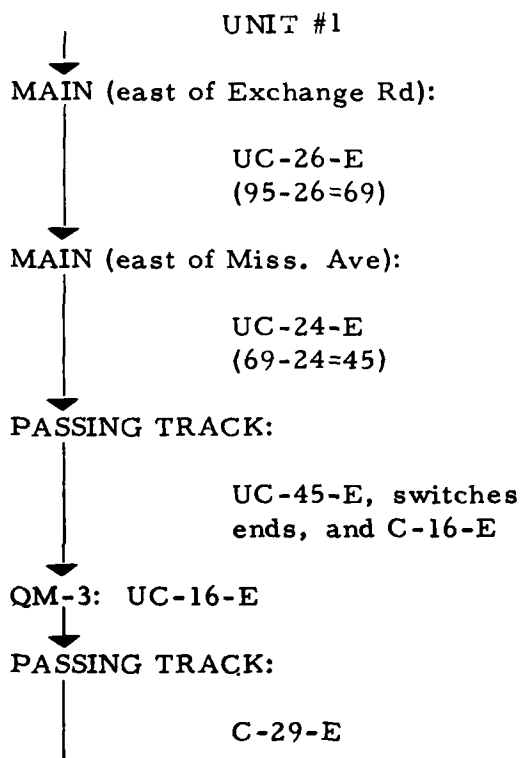 UNIT #1
MAIN (east of Exchange Rd):
UC-26-E
(95-26=69)
MAIN (east of Miss. Ave):
UC-24-E
(69-24=45)
PASSING TRACK:
UC-45-E, switches
ends, and C-16-E
QM-3: UC-16-E
PASSING TRACK:
C-29-E